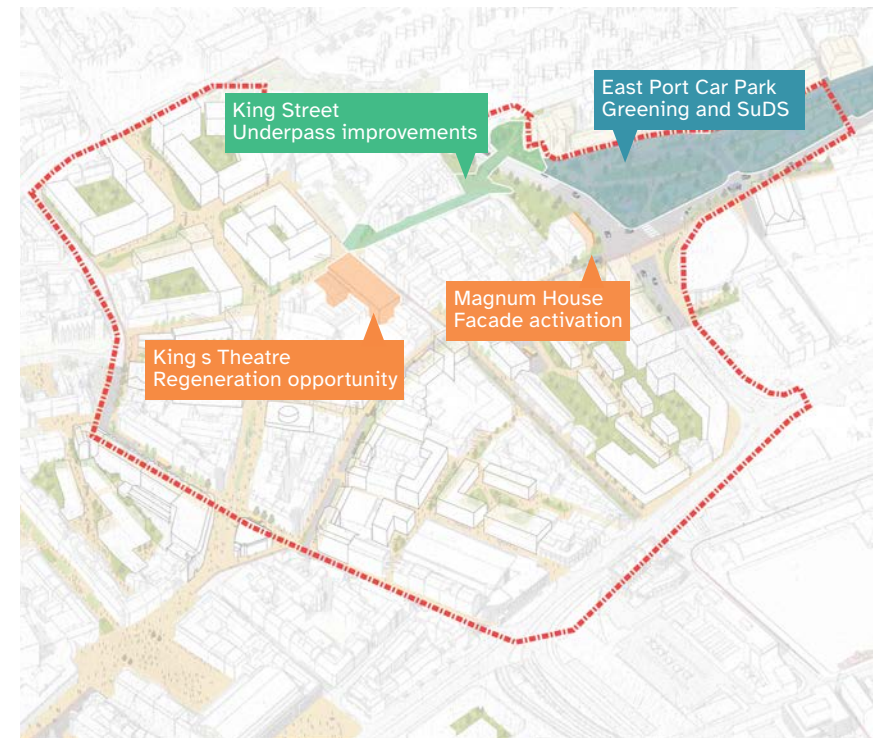 King Street
Underpass improvements
East Port Car Park
Greening and SuDS
Magnum House
Facade activation
King s Theatre
Regeneration opportunity